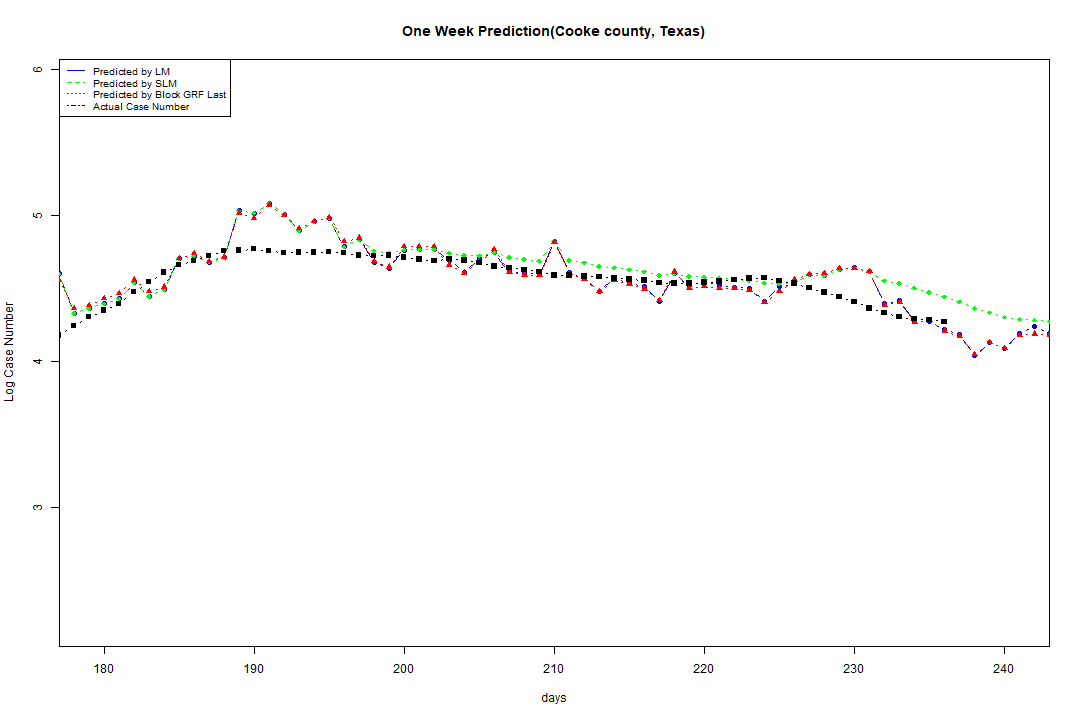 One Week Prediction(Cooke county, Texas)
Predicted by LM
Predicted by SLM
Predicted by Block GRF Last
Actual Case Number
6
5
4
3
Log Case Number
180 190 200 210 220 230 240
days